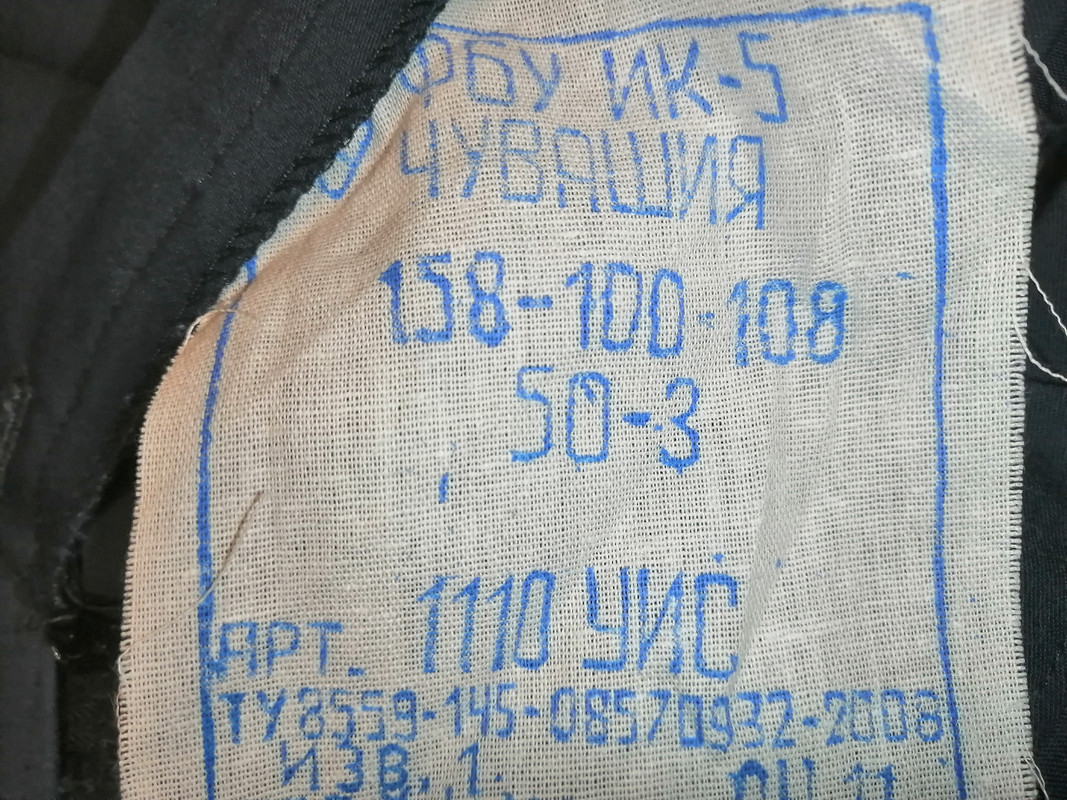 ФБУ ИК-5
ЧУВАШИЯ
158-100-108
50-3
АРТ. 1110 УИС
ТУ8559-145-08570932-2008
ИЗВ. 1.